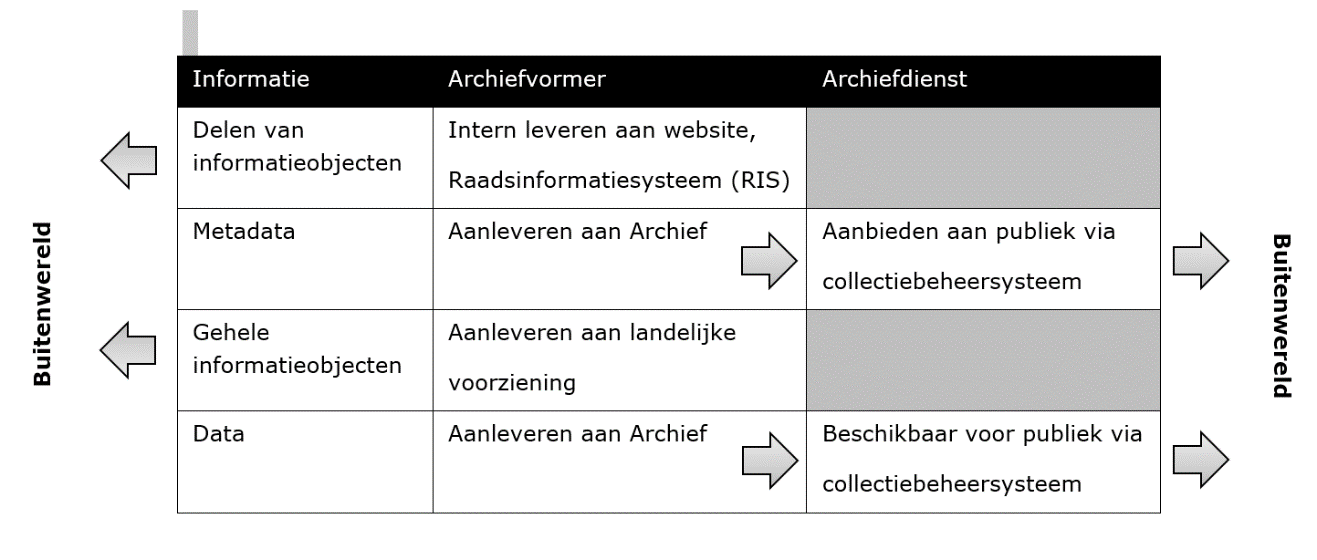 Informatie
Archiefvormer
Archiefdienst
Delen van
informatieobjecten
Intern leveren aan website,
Raadsinformatiesysteem (RIS)
Metadata
Aanleveren aan Archief
Aanbieden aan publiek via
collectiebeheersysteem
Gehele
informatieobjecten
Aanleveren aan landelijke
voorziening
Data
Aanleveren aan Archief
Beschikbaar voor publiek via
collectiebeheersysteem
Buitenwereld
Buitenwereld